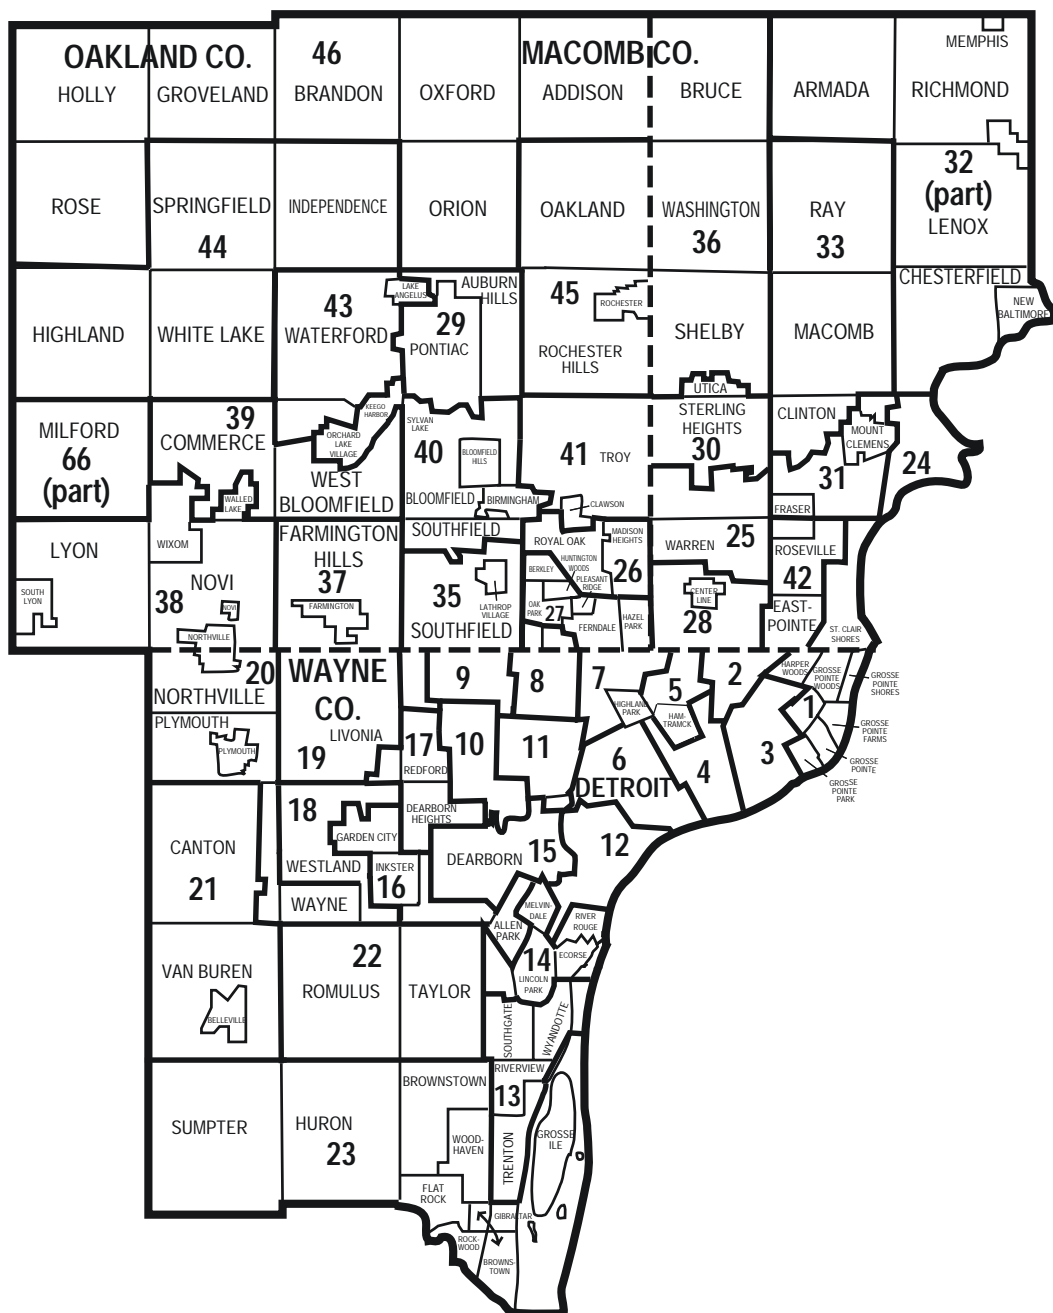 OAKLAND CO.
46
MACOMB CO.
MEMPHIS
HOLLY
GROVELAND
BRANDON
OXFORD
ADDISON
BRUCE
ARMADA
RICHMOND
32
(part)
LENOX
ROSE
SPRINGFIELD
44
INDEPENDENCE
ORION
OAKLAND
WASHINGTON
36
RAY
33
CHESTERFIELD
NEW
BALTIMORE
HIGHLAND
WHITE LAKE
43
WATERFORD
LAKE
ANGELUS
AUBURN
HILLS
29
PONTIAC
45
ROCHESTER
ROCHESTER
HILLS
SHELBY
MACOMB
UTICA
MILFORD
66
(part)
39
COMMERCE
WALLED
LAKE
KEEGO
HARBOR
ORCHARD
LAKE
VILLAGE
WEST
BLOOMFIELD
SYLVAN
LAKE
40
BLOOMFIELD
HILLS
BLOOMFIELD
BIRMINGHAM
41
TROY
CLAWSON
STERLING
HEIGHTS
30
CLINTON
MOUNT
CLEMENS
31
24
FRASER
LYON
SOUTH
LYON
WIXOM
NOVI
38
NOVI
NORTHVILLE
FARMINGTON
HILLS
37
FARMINGTON
SOUTHFIELD
35
LATHROP
VILLAGE
SOUTHFIELD
ROYAL OAK
MADISON
HEIGHTS
BERKLEY
HUNTINGTON
WOODS
PLEASANT
RIDGE
26
OAK
PARK
27
FERNDALE
HAZEL
PARK
WARREN
25
CENTER
LINE
28
ROSEVILLE
42
EAST-
POINTE
ST. CLAIR
SHORES
20
NORTHVILLE
PLYMOUTH
PLYMOUTH
WAYNE
CO.
LIVONIA
19
9
8
7
HIGHLAND
PARK
5
HAM-
TRAMCK
2
HARPER
WOODS
GROSSE
POINTE
WOODS
GROSSE
POINTE
SHORES
1
GROSSE
POINTE
FARMS
GROSSE
POINTE
GROSSE
POINTE
PARK
3
17
REDFORD
10
11
6
DETROIT
4
18
GARDEN CITY
WESTLAND
WAYNE
DEARBORN
HEIGHTS
INKSTER
16
DEARBORN
15
12
CANTON
21
ALLEN
PARK
MELVIN-
DALE
RIVER
ROUGE
ECORSE
14
LINCOLN
PARK
VAN BUREN
BELLEVILLE
22
ROMULUS
TAYLOR
SOUTHGATE
WYANDOTTE
RIVERVIEW
13
SUMPTER
HURON
23
BROWNSTOWN
WOOD-
HAVEN
TRENTON
GROSSE
ILE
FLAT
ROCK
GIBRALTAR
ROCK-
WOOD
BROWNS-
TOWN